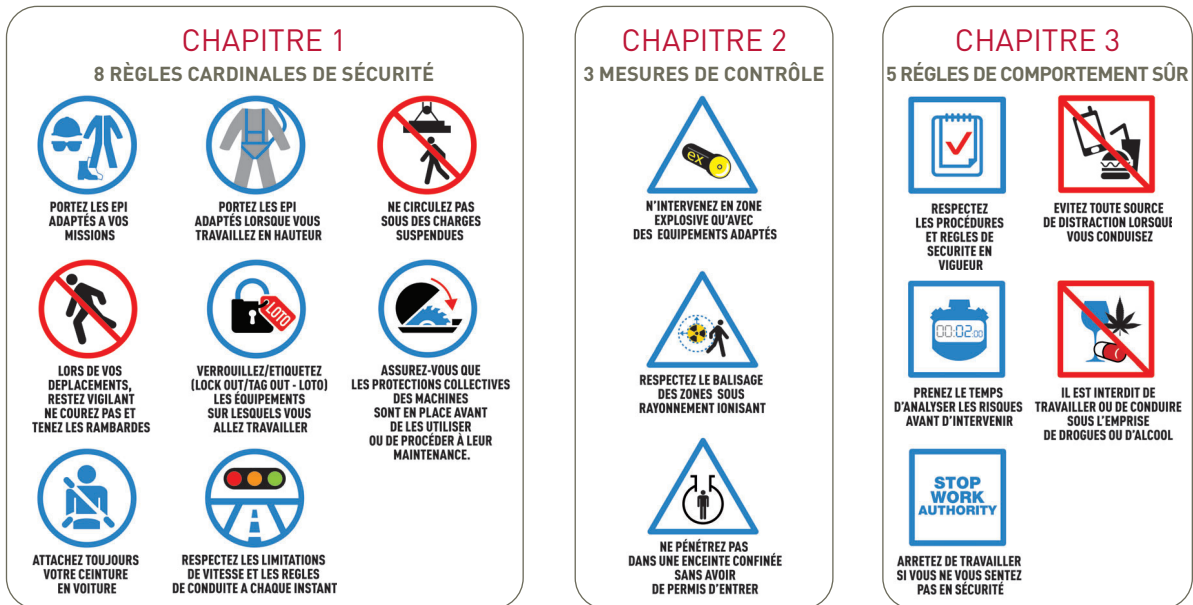 CHAPITRE 1
8 RÈGLES CARDINALES DE SÉCURITÉ
PORTEZ LES EPI
ADAPTÉS A VOS
MISSIONS
PORTEZ LES EPI
ADAPTÉS LORSQUE VOUS
TRAVAILLEZ EN HAUTEUR
NE CIRCULEZ PAS
SOUS DES CHARGES
SUSPENDUES
LORS DE VOS
DEPLACEMENTS,
RESTEZ VIGILANT
NE COUREZ PAS ET
TENEZ LES RAMBARDES
LOTO
VERROUILLEZ/ETIQUETEZ
(LOCK OUT/TAG OUT - LOTO)
LES ÉQUIPEMENTS
SUR LESQUELS VOUS
ALLEZ TRAVAILLER
ASSUREZ-VOUS QUE
LES PROTECTIONS COLLECTIVES
DES MACHINES
SONT EN PLACE AVANT
DE LES UTILISER
OU DE PROCÉDER À LEUR
MAINTENANCE.
ATTACHEZ TOUJOURS
VOTRE CEINTURE
EN VOITURE
RESPECTEZ LES LIMITATIONS
DE VITESSE ET LES REGLES
DE CONDUITE A CHAQUE INSTANT
CHAPITRE 2
3 MESURES DE CONTRÔLE
ex
N'INTERVENEZ EN ZONE
EXPLOSIVE QU'AVEC
DES EQUIPEMENTS ADAPTÉS
RESPECTEZ LE BALISAGE
DES ZONES SOUS
RAYONNEMENT IONISANT
NE PÉNÉTREZ PAS
DANS UNE ENCEINTE CONFINÉE
SANS AVOIR
DE PERMIS D'ENTRER
CHAPITRE 3
5 RÉGLES DE COMPORTEMENT SÛR
RESPECTEZ
LES PROCÉDURES
ET REGLES DE
SECURITE EN
VIGUEUR
EVITEZ TOUTE SOURCE
DE DISTRACTION LORSQUE
VOUS CONDUISEZ
00:02:00
PRENEZ LE TEMPS
D'ANALYSER LES RISQUES
AVANT D'INTERVENIR
IL EST INTERDIT DE
TRAVAILLER OU DE CONDUIRE
SOUS L'EMPRISE
DE DROGUES OU D'ALCOOL
STOP
WORK
AUTHORITY
ARRETEZ DE TRAVAILLER
SI VOUS NE VOUS SENTEZ
PAS EN SÉCURITÉ